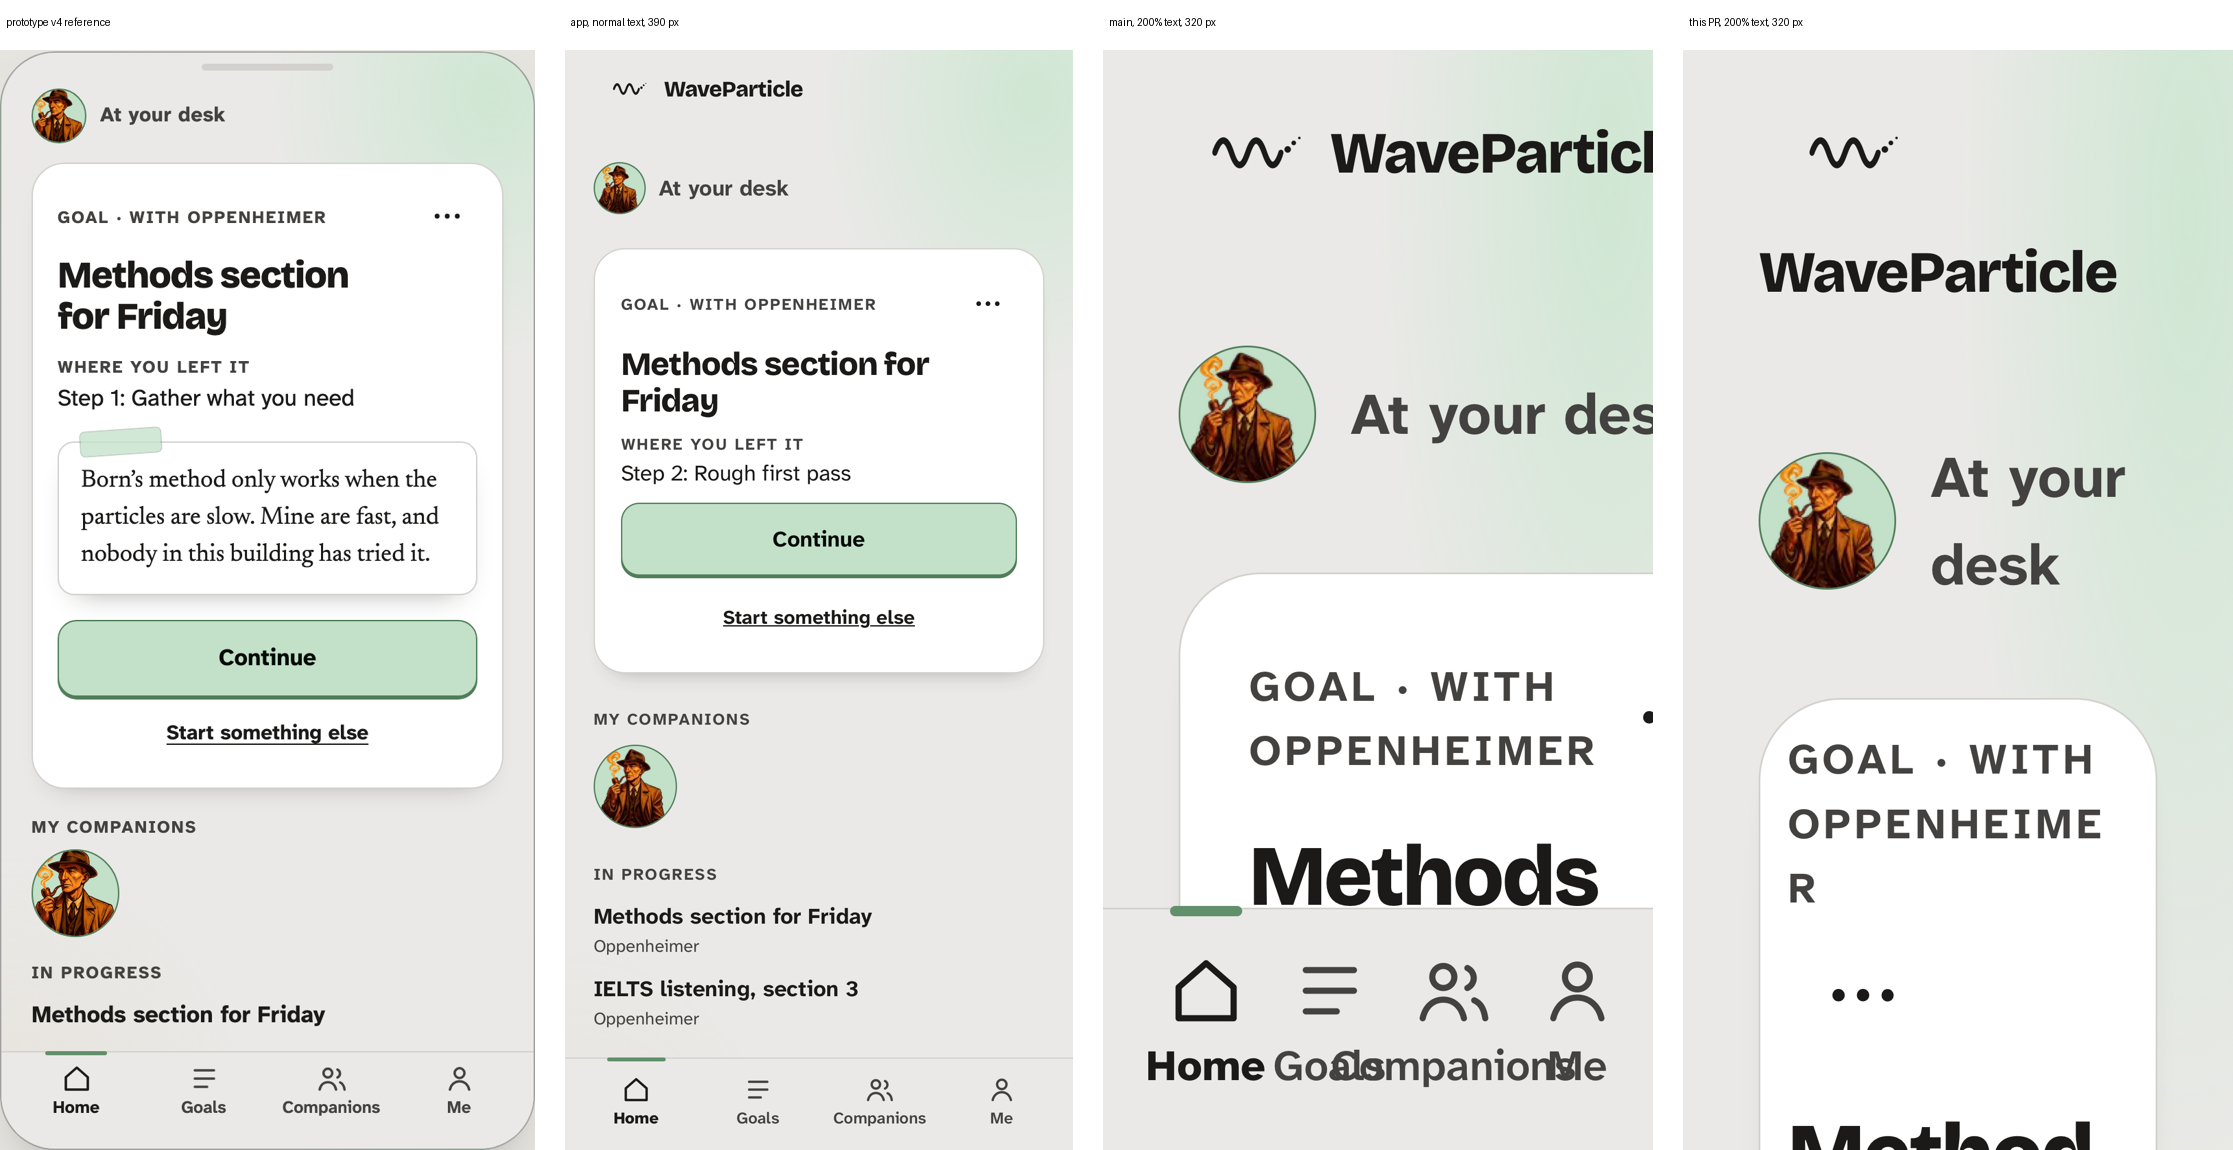 prototype v4 reference
At your desk
GOAL · WITH OPPENHEIMER
Methods section
for Friday
WHERE YOU LEFT IT
Step 1: Gather what you need
Born’s method only works when the
particles are slow. Mine are fast, and
nobody in this building has tried it.
Continue
Start something else
MY COMPANIONS
IN PROGRESS
Methods section for Friday
Home
Goals
Companions
Me
app, normal text, 390 px
WaveParticle
At your desk
GOAL · WITH OPPENHEIMER
Methods section for
Friday
WHERE YOU LEFT IT
Step 2: Rough first pass
Continue
Start something else
MY COMPANIONS
IN PROGRESS
Methods section for Friday
Oppenheimer
IELTS listening, section 3
Oppenheimer
Home
Goals
Companions
Me
main, 200% text, 320 px
WaveParticl
At your des
GOAL · WITH
OPPENHEIMER
Methods
Home
Goals
Companions
Me
this PR, 200% text, 320 px
WaveParticle
At your
desk
GOAL · WITH
OPPENHEIME
R
Method